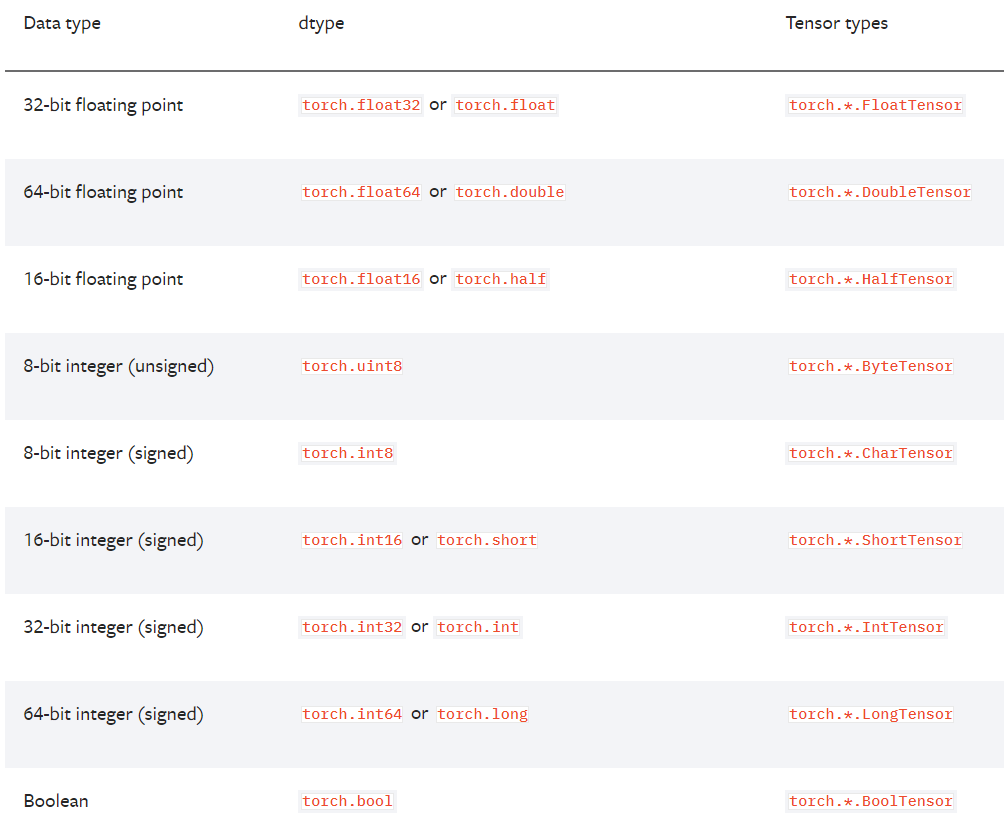 Data type dtype Tensor types
32-bit floating point torch.float32 or torch.float torch.*.FloatTensor
64-bit floating point torch.float64 or torch.double torch.*.DoubleTensor
16-bit floating point torch.float16 or torch.half torch.*.HalfTensor
8-bit integer (unsigned) torch.uint8 torch.*.ByteTensor
8-bit integer (signed) torch.int8 torch.*.CharTensor
16-bit integer (signed) torch.int16 or torch.short torch.*.ShortTensor
32-bit integer (signed) torch.int32 or torch.int torch.*.IntTensor
64-bit integer (signed) torch.int64 or torch.long torch.*.LongTensor
Boolean torch.bool torch.*.BoolTensor